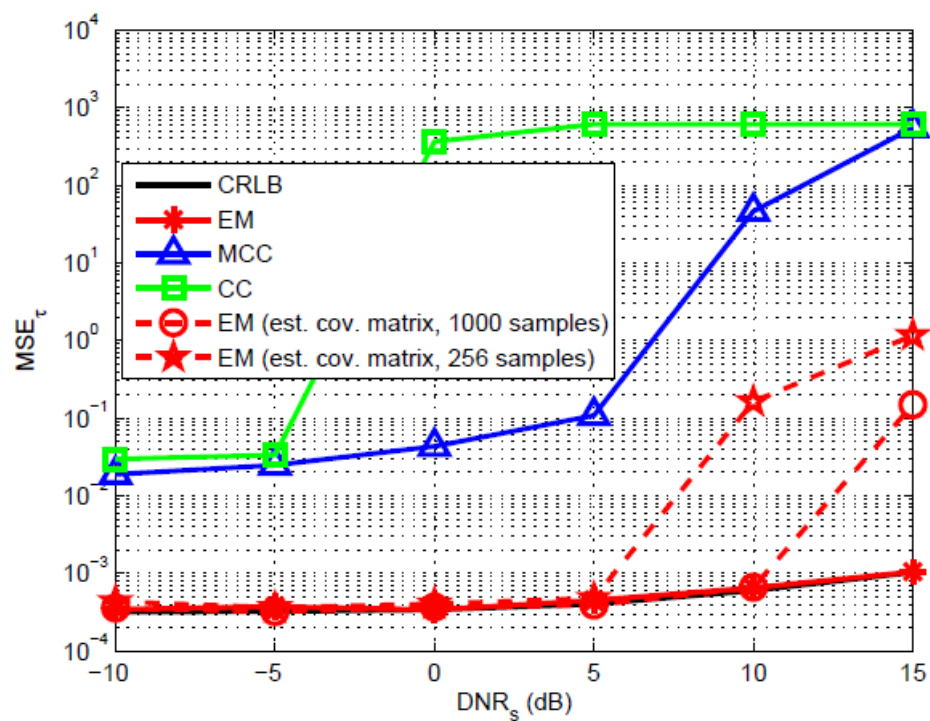 10^4
10^3
10^2
10^1
10^0
10^-1
10^-2
10^-3
10^-4
MSE_τ
CRLB
EM
MCC
CC
EM (est. cov. matrix, 1000 samples)
EM (est. cov. matrix, 256 samples)
−10 −5 0 5 10 15
DNR_s (dB)